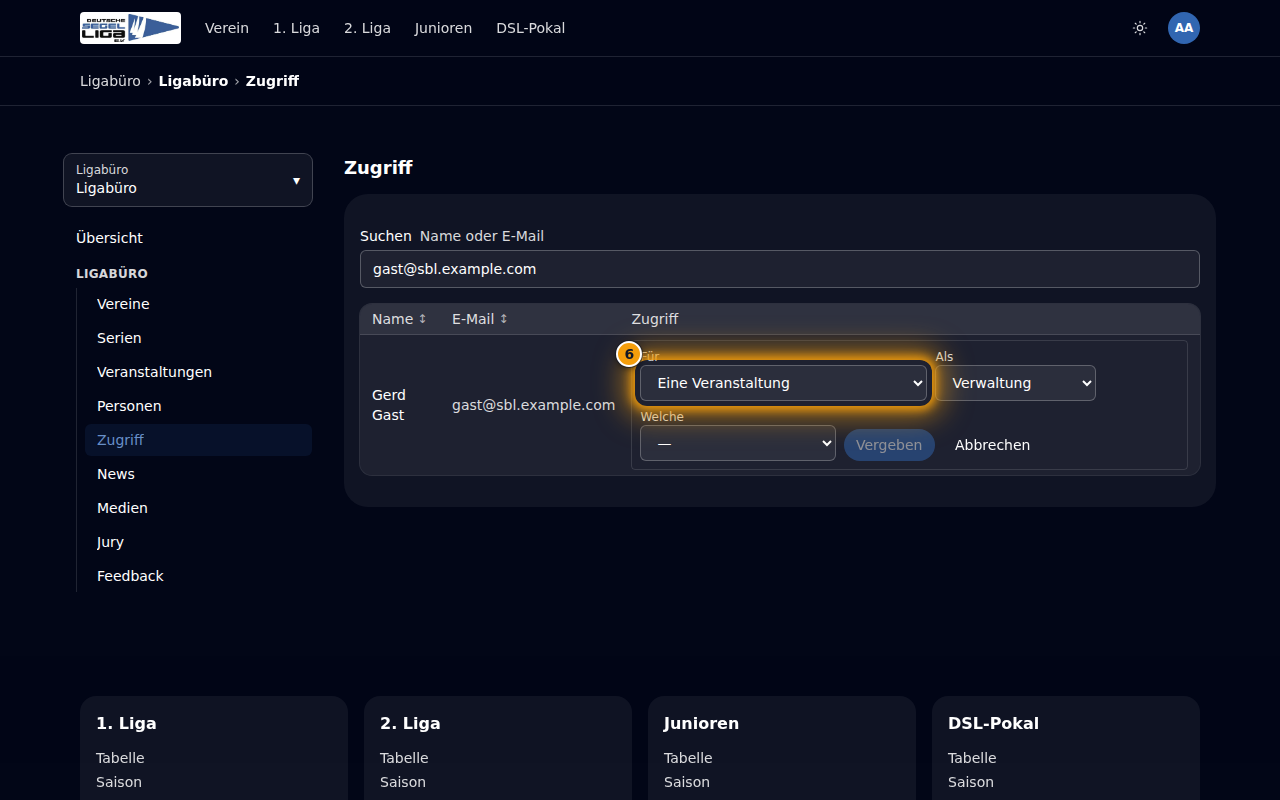 DEUTSCHE
SEGEL
LIGA
e.V.
Verein 1. Liga 2. Liga Junioren DSL-Pokal
AA
Ligabüro › Ligabüro › Zugriff
Ligabüro
Ligabüro
Zugriff
Übersicht
LIGABÜRO
Vereine
Serien
Veranstaltungen
Personen
Zugriff
News
Medien
Jury
Feedback
Suchen Name oder E-Mail
gast@sbl.example.com
Name ↕ E-Mail ↕ Zugriff
Gerd
Gast
gast@sbl.example.com
6
Für
Eine Veranstaltung
Als
Verwaltung
Welche
—
Vergeben
Abbrechen
1. Liga
Tabelle
Saison
2. Liga
Tabelle
Saison
Junioren
Tabelle
Saison
DSL-Pokal
Tabelle
Saison